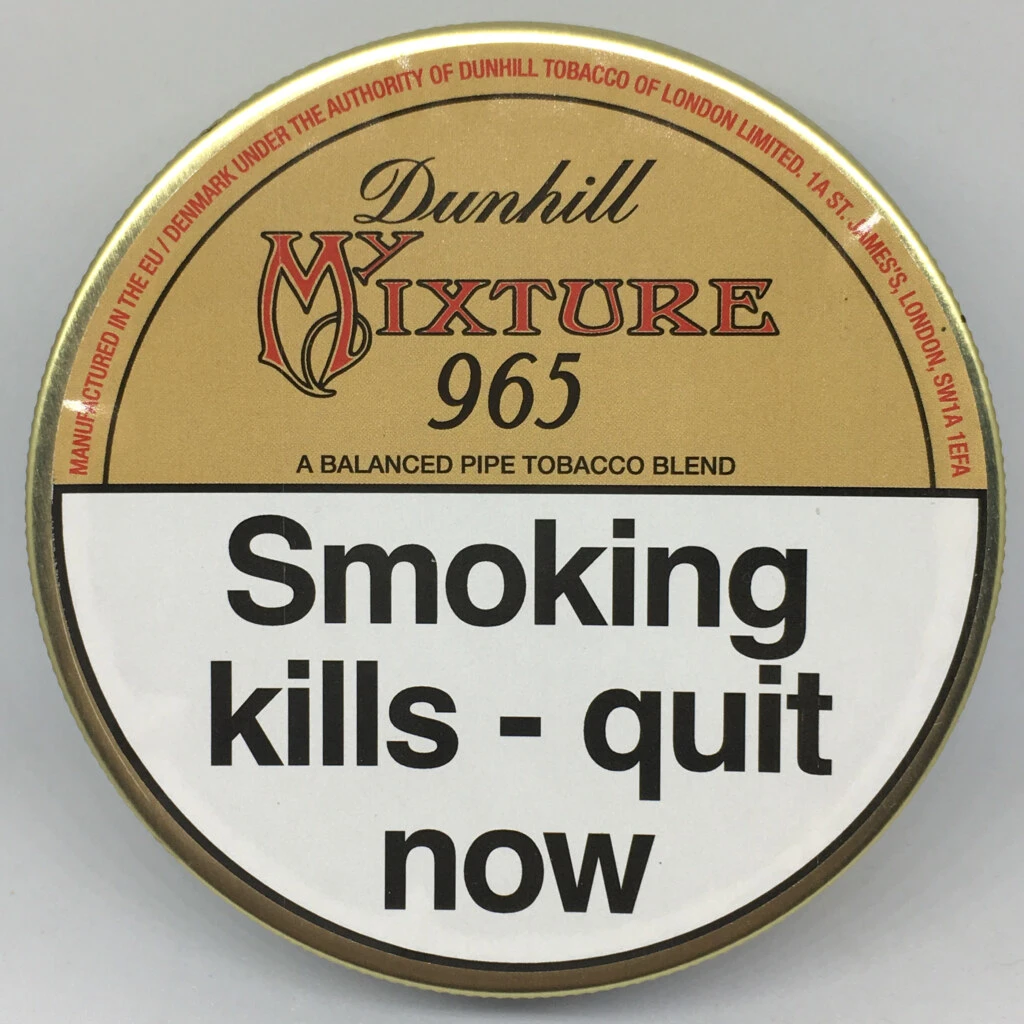 MANUFACTURED IN THE EU / DENMARK UNDER THE AUTHORITY OF DUNHILL TOBACCO OF LONDON LIMITED. 1A ST. JAMES'S, LONDON, SW1A 1EFA
Dunhill
MY MIXTURE
965
A BALANCED PIPE TOBACCO BLEND
Smoking
kills - quit
now